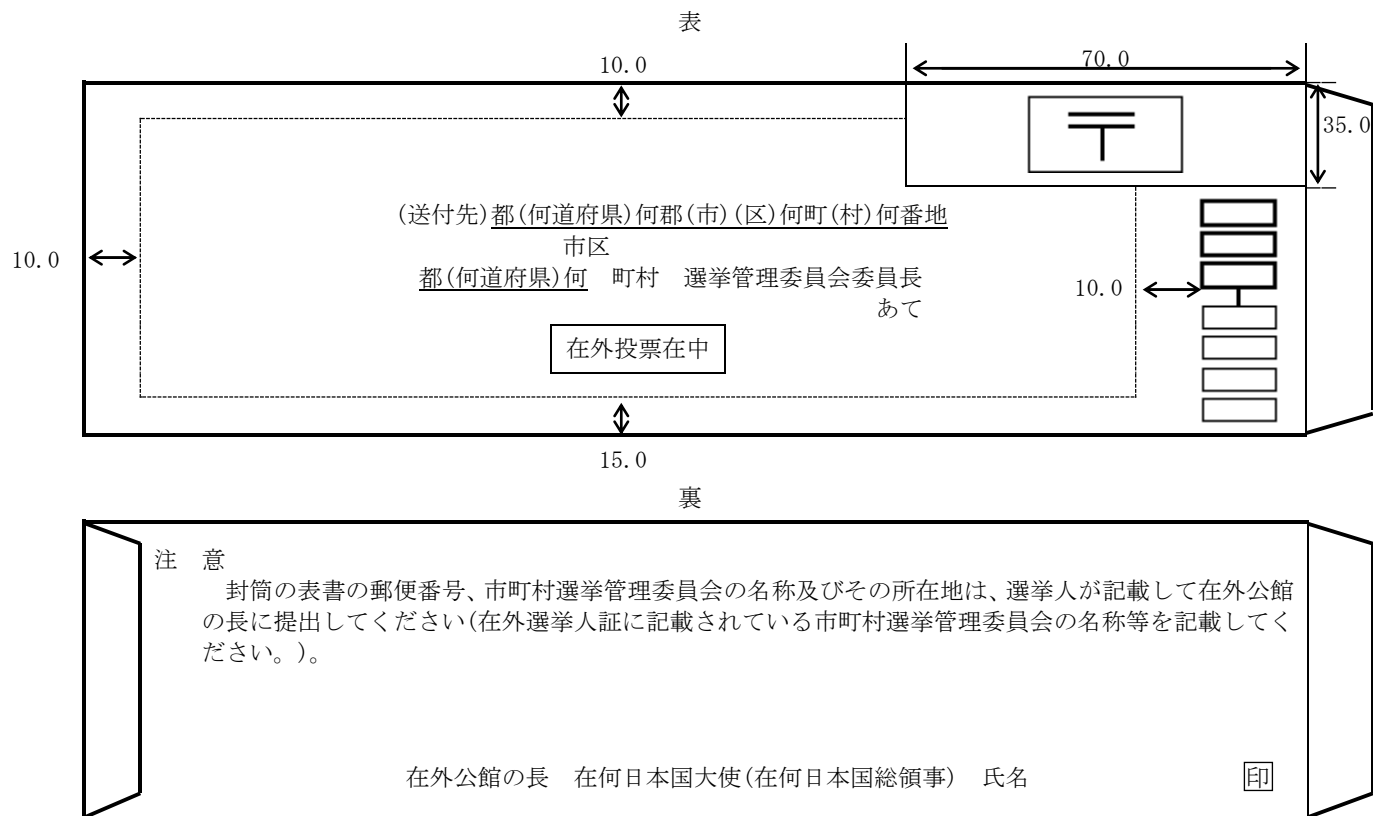 表
10.0
70.0
〒
35.0
(送付先)都(何道府県)何郡(市)(区)何町(村)何番地
市区
10.0
都(何道府県)何　町村　選挙管理委員会委員長
10.0
あて
在外投票在中
15.0
裏
注　意
封筒の表書の郵便番号、市町村選挙管理委員会の名称及びその所在地は、選挙人が記載して在外公館
の長に提出してください(在外選挙人証に記載されている市町村選挙管理委員会の名称等を記載してく
ださい。)。
在外公館の長　在何日本国大使(在何日本国総領事)　氏名　印